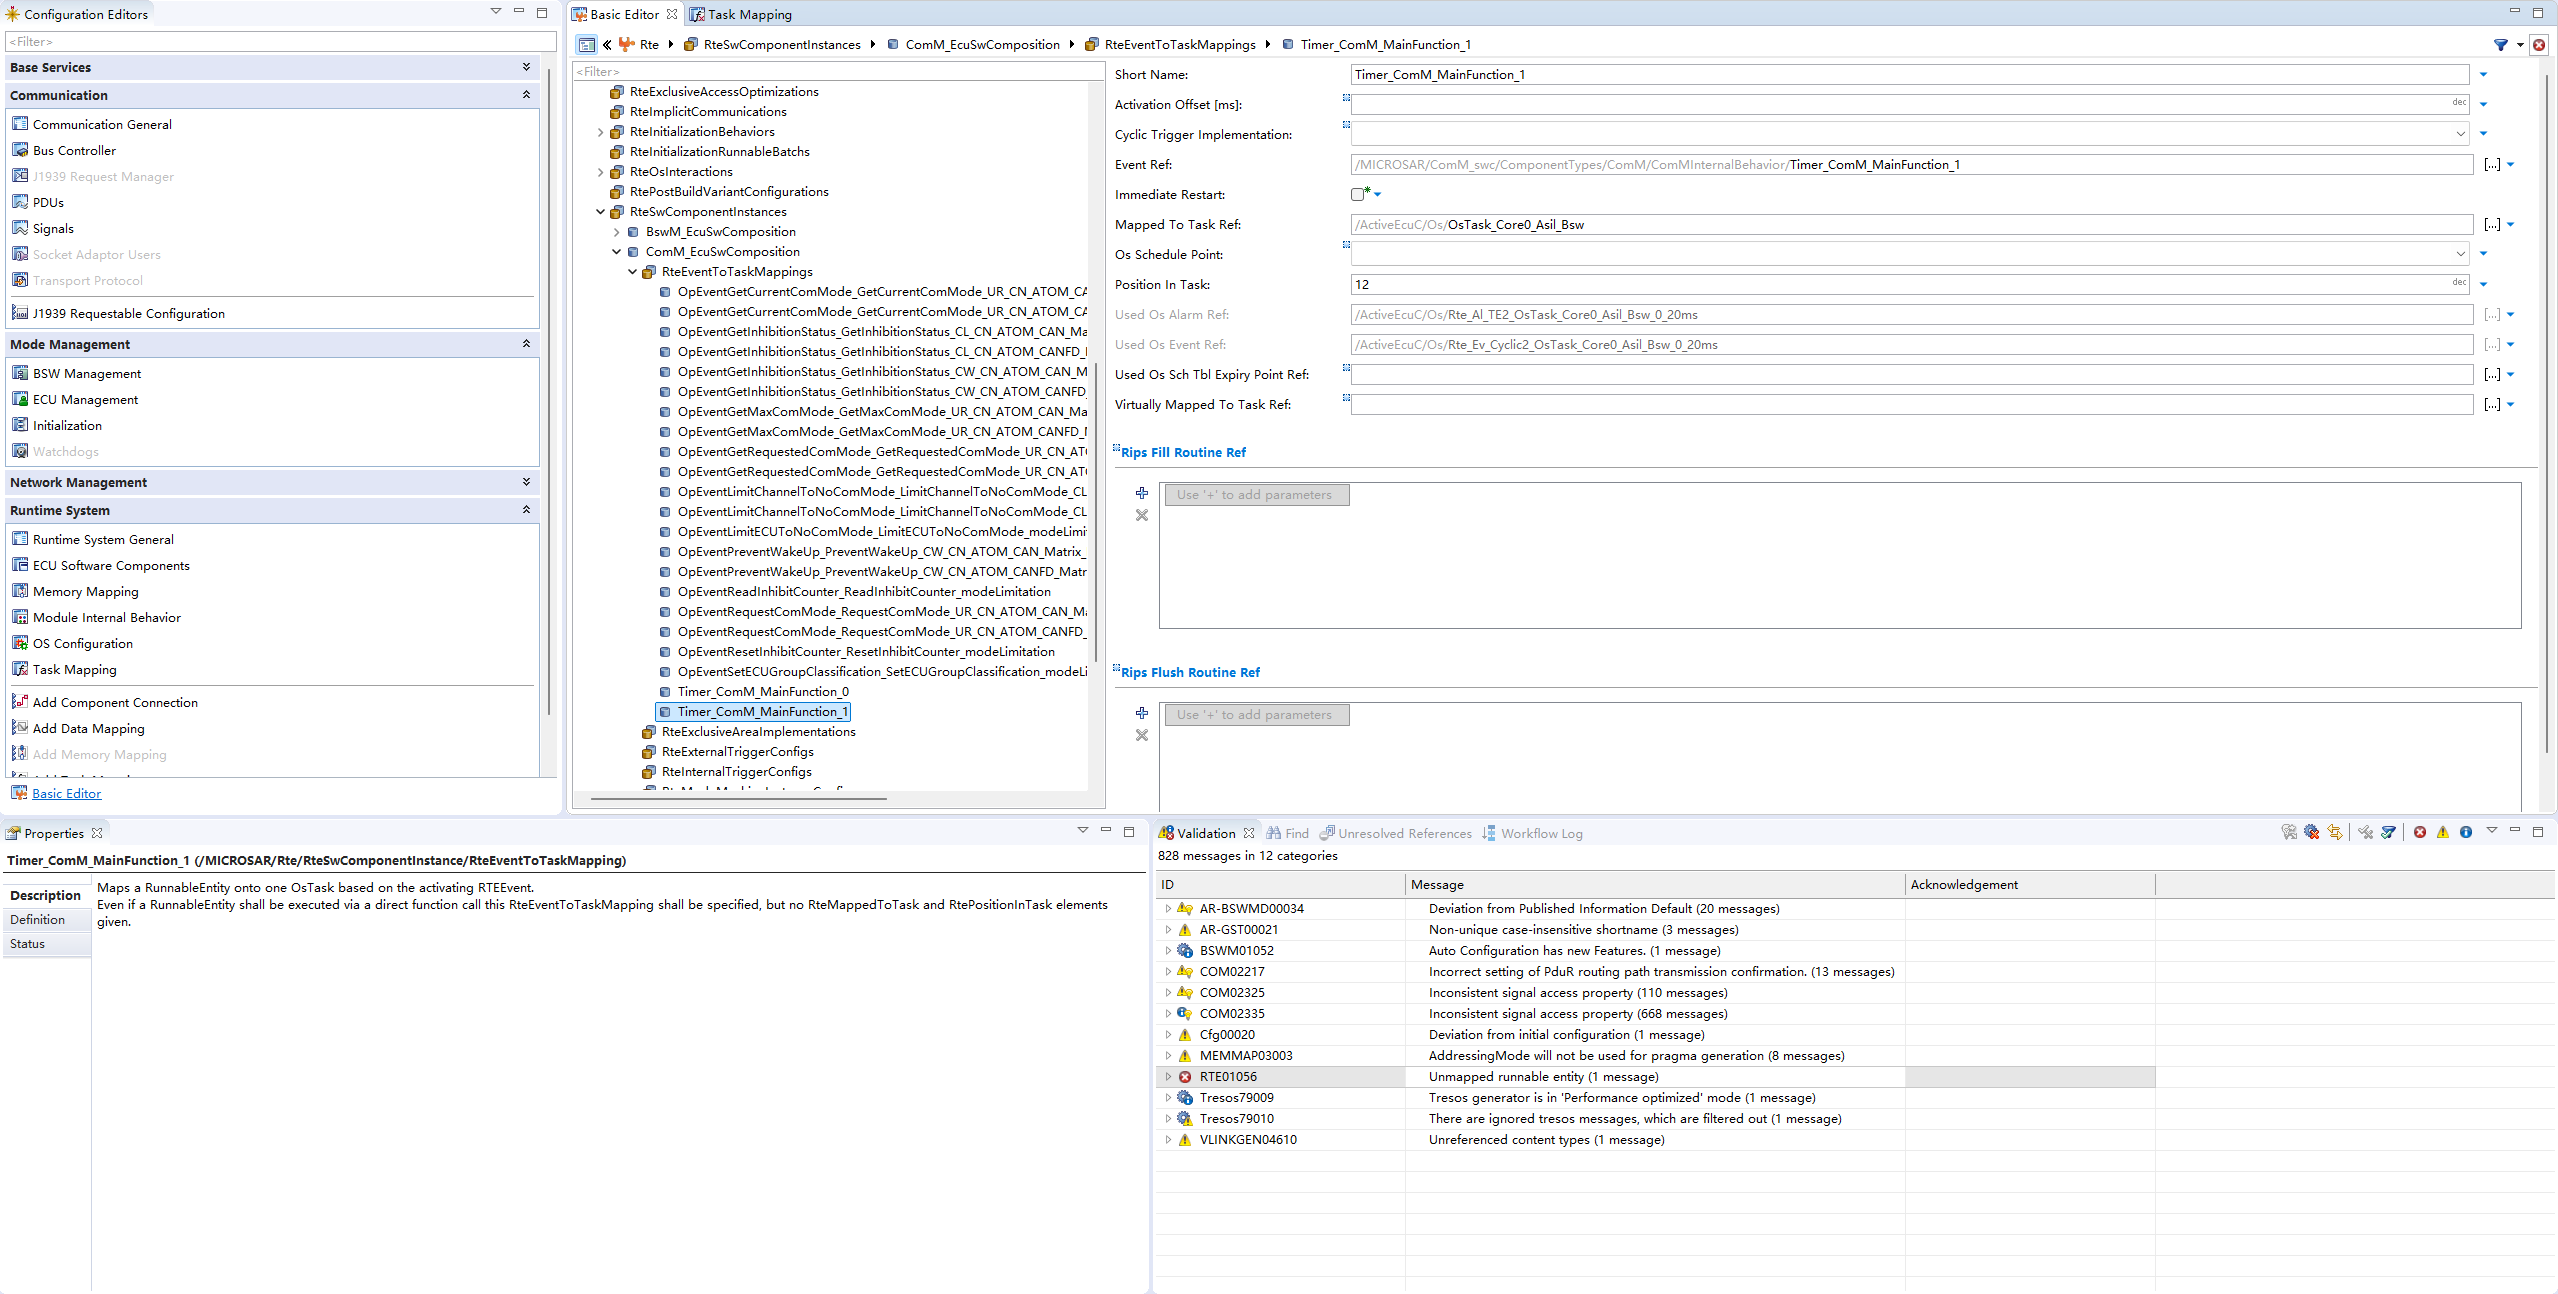 Configuration Editors
<Filter>
Base Services
Communication
Communication General
Bus Controller
J1939 Request Manager
PDUs
Signals
Socket Adaptor Users
Transport Protocol
J1939 Requestable Configuration
Mode Management
BSW Management
ECU Management
Initialization
Watchdogs
Network Management
Runtime System
Runtime System General
ECU Software Components
Memory Mapping
Module Internal Behavior
OS Configuration
Task Mapping
Add Component Connection
Add Data Mapping
Add Memory Mapping
Basic Editor
Basic Editor
Task Mapping
Rte
RteSwComponentInstances
ComM_EcuSwComposition
RteEventToTaskMappings
Timer_ComM_MainFunction_1
<Filter>
RteExclusiveAccessOptimizations
RteImplicitCommunications
RteInitializationBehaviors
RteInitializationRunnableBatchs
RteOsInteractions
RtePostBuildVariantConfigurations
RteSwComponentInstances
BswM_EcuSwComposition
ComM_EcuSwComposition
RteEventToTaskMappings
OpEventGetCurrentComMode_GetCurrentComMode_UR_CN_ATOM_CA
OpEventGetCurrentComMode_GetCurrentComMode_UR_CN_ATOM_CA
OpEventGetInhibitionStatus_GetInhibitionStatus_CL_CN_ATOM_CAN_Ma
OpEventGetInhibitionStatus_GetInhibitionStatus_CL_CN_ATOM_CANFD_
OpEventGetInhibitionStatus_GetInhibitionStatus_CW_CN_ATOM_CAN_M
OpEventGetInhibitionStatus_GetInhibitionStatus_CW_CN_ATOM_CANFD_
OpEventGetMaxComMode_GetMaxComMode_UR_CN_ATOM_CAN_Ma
OpEventGetMaxComMode_GetMaxComMode_UR_CN_ATOM_CANFD_
OpEventGetRequestedComMode_GetRequestedComMode_UR_CN_ATO
OpEventGetRequestedComMode_GetRequestedComMode_UR_CN_ATO
OpEventLimitChannelToNoComMode_LimitChannelToNoComMode_CL
OpEventLimitChannelToNoComMode_LimitChannelToNoComMode_CL
OpEventLimitECUToNoComMode_LimitECUToNoComMode_modeLimi
OpEventPreventWakeUp_PreventWakeUp_CW_CN_ATOM_CAN_Matrix_
OpEventPreventWakeUp_PreventWakeUp_CW_CN_ATOM_CANFD_Matr
OpEventReadInhibitCounter_ReadInhibitCounter_modeLimitation
OpEventRequestComMode_RequestComMode_UR_CN_ATOM_CAN_Ma
OpEventRequestComMode_RequestComMode_UR_CN_ATOM_CANFD_
OpEventResetInhibitCounter_ResetInhibitCounter_modeLimitation
OpEventSetECUGroupClassification_SetECUGroupClassification_modeLi
Timer_ComM_MainFunction_0
Timer_ComM_MainFunction_1
RteExclusiveAreaImplementations
RteExternalTriggerConfigs
RteInternalTriggerConfigs
Short Name: Timer_ComM_MainFunction_1
Activation Offset [ms]: dec
Cyclic Trigger Implementation:
Event Ref: /MICROSAR/ComM_swc/ComponentTypes/ComM/ComMInternalBehavior/Timer_ComM_MainFunction_1 [...]
Immediate Restart:
Mapped To Task Ref: /ActiveEcuC/Os/OsTask_Core0_Asil_Bsw [...]
Os Schedule Point:
Position In Task: 12 dec
Used Os Alarm Ref: /ActiveEcuC/Os/Rte_Al_TE2_OsTask_Core0_Asil_Bsw_0_20ms [...]
Used Os Event Ref: /ActiveEcuC/Os/Rte_Ev_Cyclic2_OsTask_Core0_Asil_Bsw_0_20ms [...]
Used Os Sch Tbl Expiry Point Ref: [...]
Virtually Mapped To Task Ref: [...]
Rips Fill Routine Ref
Use '+' to add parameters
Rips Flush Routine Ref
Use '+' to add parameters
Properties
Timer_ComM_MainFunction_1 (/MICROSAR/Rte/RteSwComponentInstance/RteEventToTaskMapping)
Description
Definition
Status
Maps a RunnableEntity onto one OsTask based on the activating RTEEvent.
Even if a RunnableEntity shall be executed via a direct function call this RteEventToTaskMapping shall be specified, but no RteMappedToTask and RtePositionInTask elements
given.
Validation
Find
Unresolved References
Workflow Log
828 messages in 12 categories
ID Message Acknowledgement
AR-BSWMD00034 Deviation from Published Information Default (20 messages)
AR-GST00021 Non-unique case-insensitive shortname (3 messages)
BSWM01052 Auto Configuration has new Features. (1 message)
COM02217 Incorrect setting of PduR routing path transmission confirmation. (13 messages)
COM02325 Inconsistent signal access property (110 messages)
COM02335 Inconsistent signal access property (668 messages)
Cfg00020 Deviation from initial configuration (1 message)
MEMMAP03003 AddressingMode will not be used for pragma generation (8 messages)
RTE01056 Unmapped runnable entity (1 message)
Tresos79009 Tresos generator is in 'Performance optimized' mode (1 message)
Tresos79010 There are ignored tresos messages, which are filtered out (1 message)
VLINKGEN04610 Unreferenced content types (1 message)